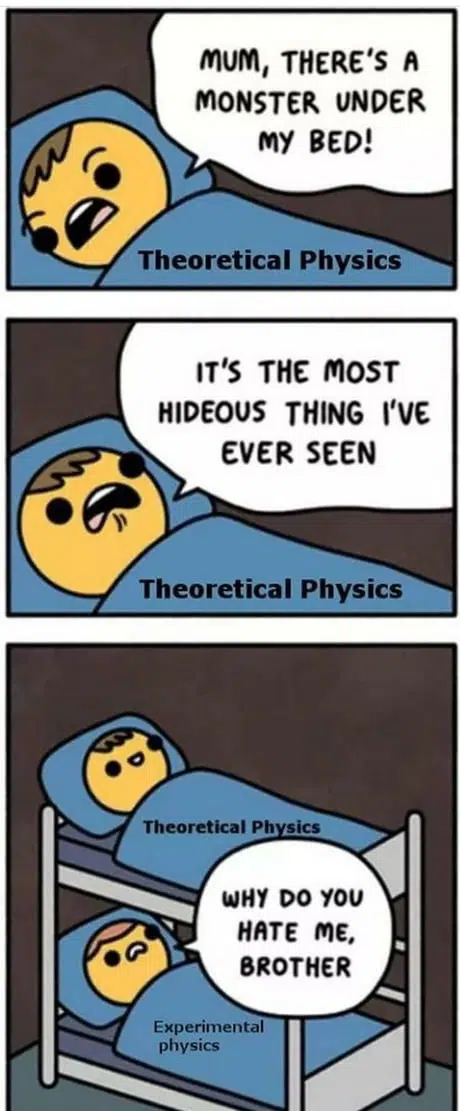 MUM, THERE'S A
MONSTER UNDER
MY BED!
Theoretical Physics
IT'S THE MOST
HIDEOUS THING I'VE
EVER SEEN
Theoretical Physics
Theoretical Physics
WHY DO YOU
HATE ME,
BROTHER
Experimental
physics